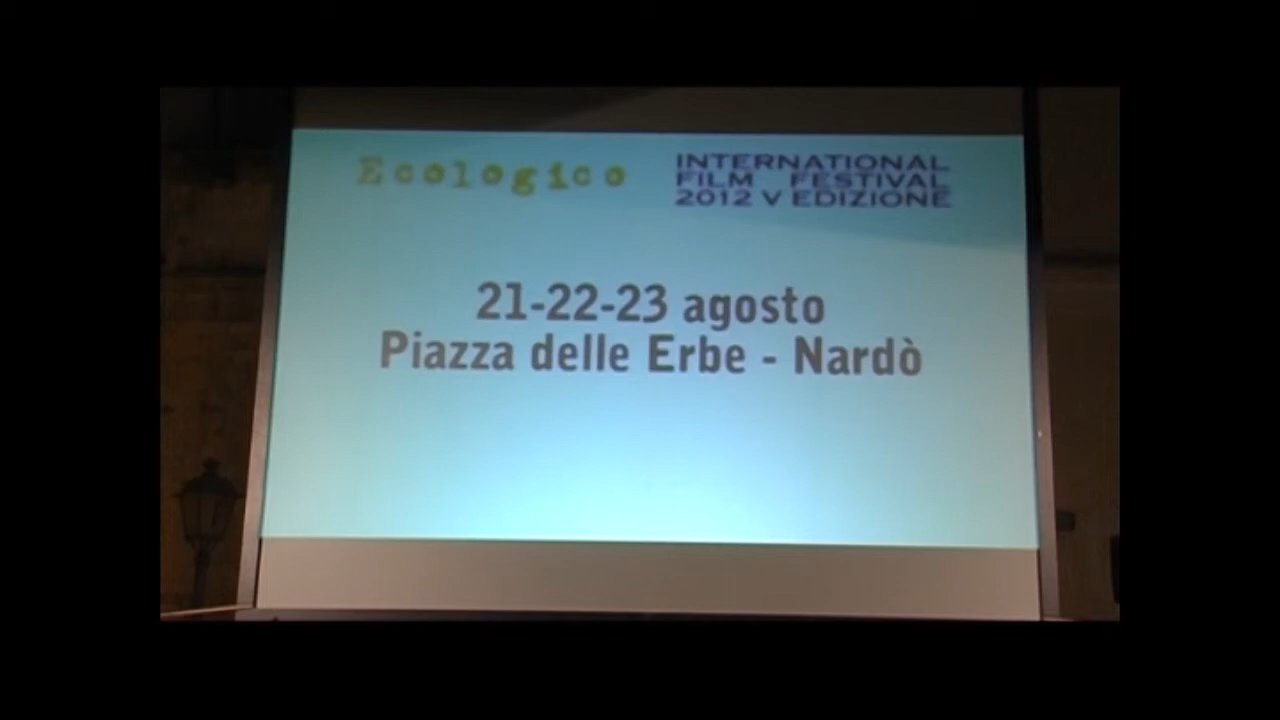 Ecologico
INTERNATIONAL
FILM FESTIVAL
2012 V EDIZIONE
21-22-23 agosto
Piazza delle Erbe - Nardò